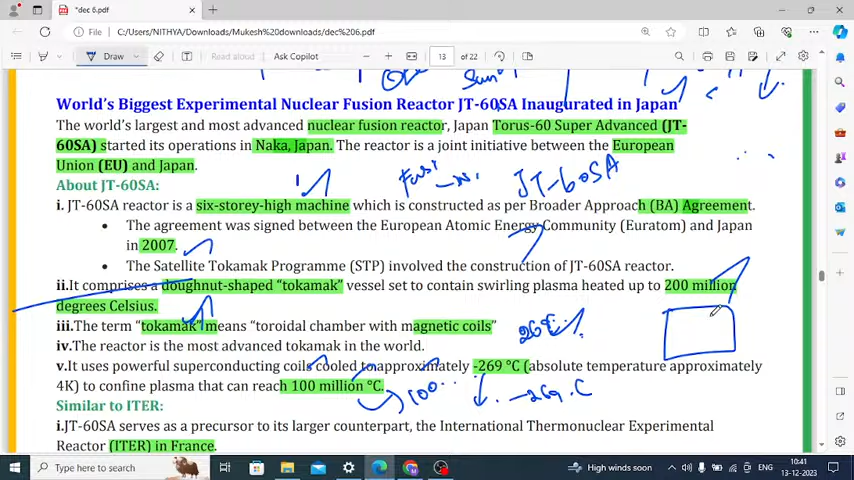 *dec 6.pdf
C:/Users/NITHYA/Downloads/Mukesh%20downloads/dec%206.pdf
Draw
Read aloud
Ask Copilot
13 of 22
World's Biggest Experimental Nuclear Fusion Reactor JT-60SA Inaugurated in Japan
The world's largest and most advanced nuclear fusion reactor, Japan Torus-60 Super Advanced (JT-
60SA) started its operations in Naka, Japan. The reactor is a joint initiative between the European
Union (EU) and Japan.
About JT-60SA:
JT-60SA
i. JT-60SA reactor is a six-storey-high machine which is constructed as per Broader Approach (BA) Agreement.
• The agreement was signed between the European Atomic Energy Community (Euratom) and Japan
in 2007.
• The Satellite Tokamak Programme (STP) involved the construction of JT-60SA reactor.
ii.It comprises a doughnut-shaped "tokamak" vessel set to contain swirling plasma heated up to 200 million
degrees Celsius.
iii.The term "tokamak" means "toroidal chamber with magnetic coils"
iv.The reactor is the most advanced tokamak in the world.
v.It uses powerful superconducting coils cooled to approximately -269 °C (absolute temperature approximately
4K) to confine plasma that can reach 100 million °C.
100
-269.C
Similar to ITER:
i.JT-60SA serves as a precursor to its larger counterpart, the International Thermonuclear Experimental
Reactor (ITER) in France.
Type here to search
High winds soon
ENG
10:41
13-12-2023